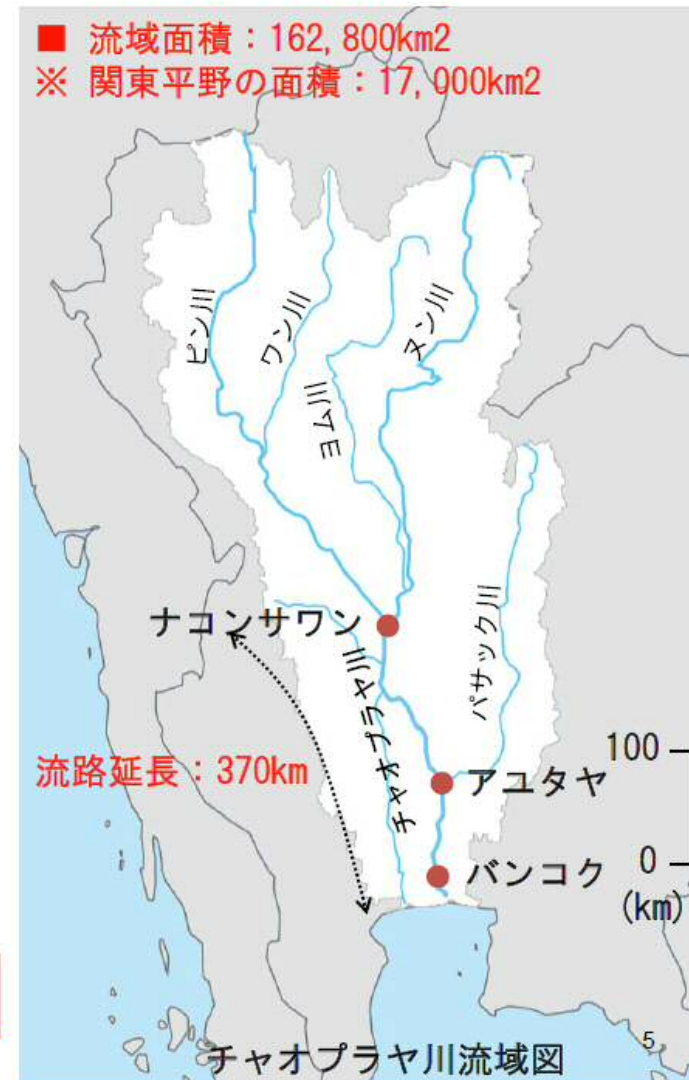 ■ 流域面積：162,800km2
※ 関東平野の面積：17,000km2
ピン川
ワン川
ヨム川
ヌン川
ナコンサワン
チャオプラヤ川
パサック川
流路延長：370km
100
アユタヤ
0
バンコク
(km)
チャオプラヤ川流域図
5